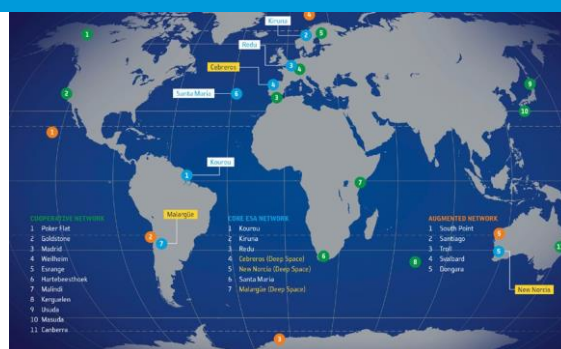 Kiruna
Redu
Cebreros
Santa Maria
Kourou
Malargüe
New Norcia
COOPERATIVE NETWORK
1 Poker Flat
2 Goldstone
3 Madrid
4 Weilheim
5 Esrange
6 Hartebeesthoek
7 Malindi
8 Kerguelen
9 Usuda
10 Masuda
11 Canberra
CORE ESA NETWORK
1 Kourou
2 Kiruna
3 Redu
4 Cebreros (Deep Space)
5 New Norcia (Deep Space)
6 Santa Maria
7 Malargüe (Deep Space)
AUGMENTED NETWORK
1 South Point
2 Santiago
3 Troll
4 Svalbard
5 Dongara